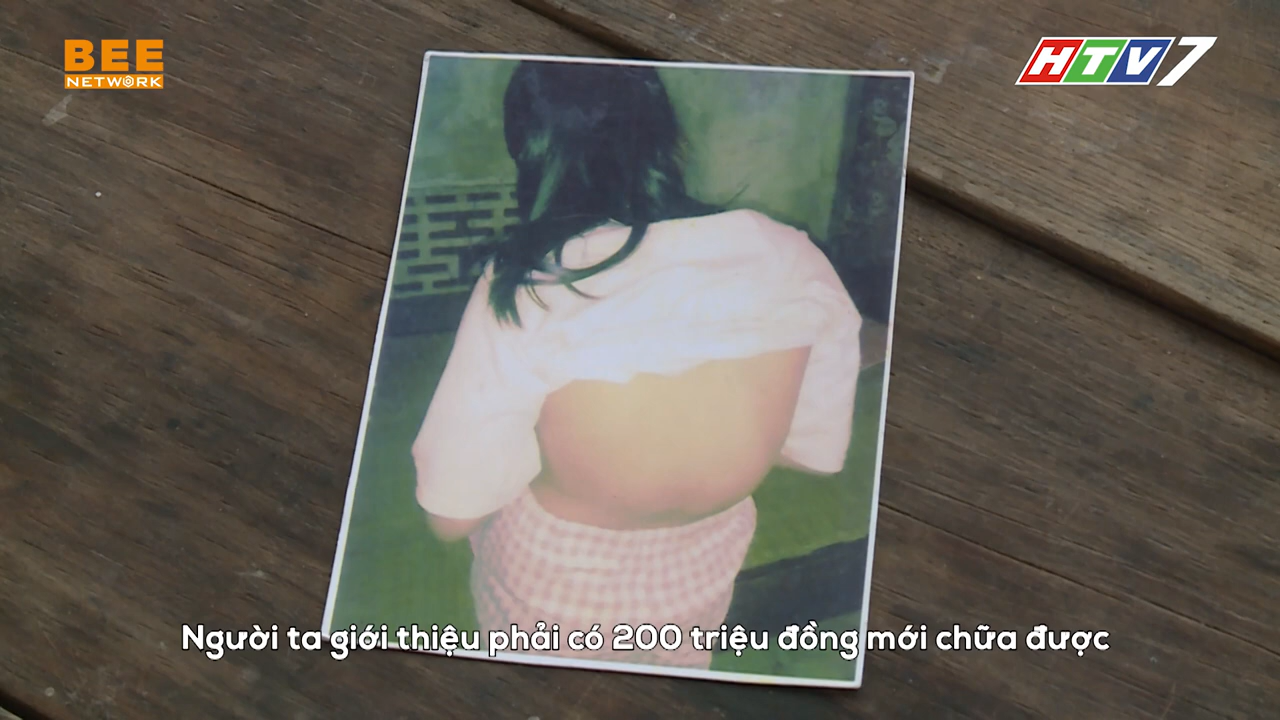 BEE
NETWORK
HTV7
Người ta giới thiệu phải có 200 triệu đồng mới chữa được